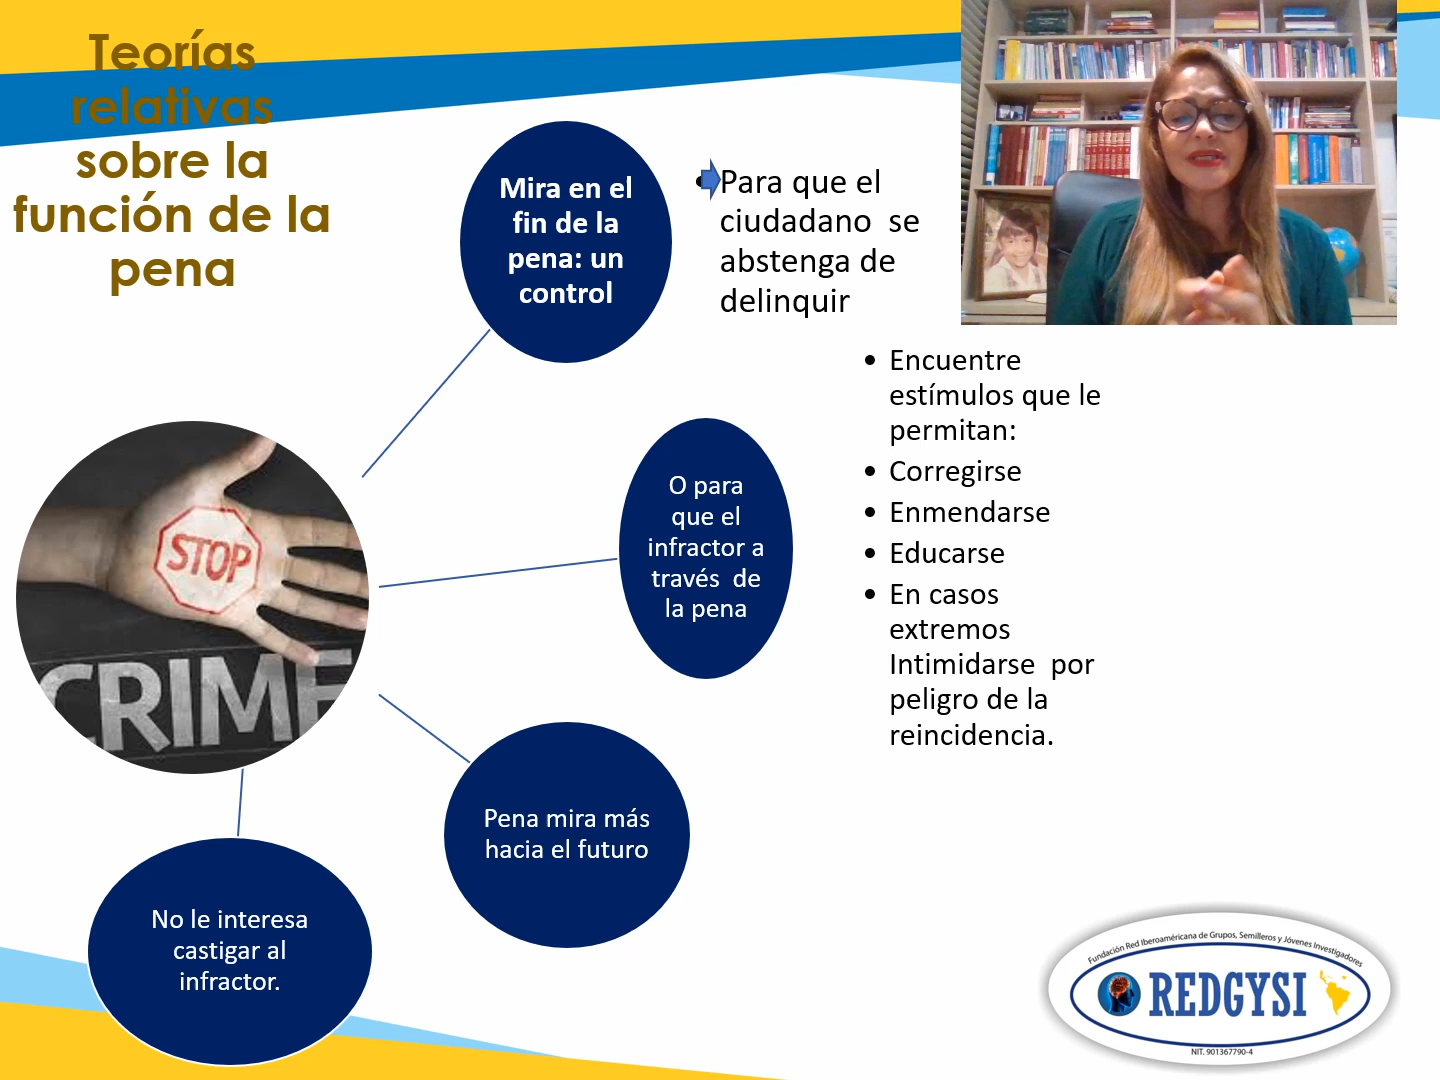 Teorías
relativas
sobre la
función de la
pena
Mira en el
fin de la
pena: un
control
• Para que el
ciudadano se
abstenga de
delinquir
O para
que el
infractor a
través de
la pena
• Encuentre
estímulos que le
permitan:
• Corregirse
• Enmendarse
• Educarse
• En casos
extremos
Intimidarse por
peligro de la
reincidencia.
STOP
CRIME
Pena mira más
hacia el futuro
No le interesa
castigar al
infractor.
Fundación Red Iberoaméricana de Grupos, Semilleros y Jóvenes Investigadores
REDGYSI
NIT. 901367790-4